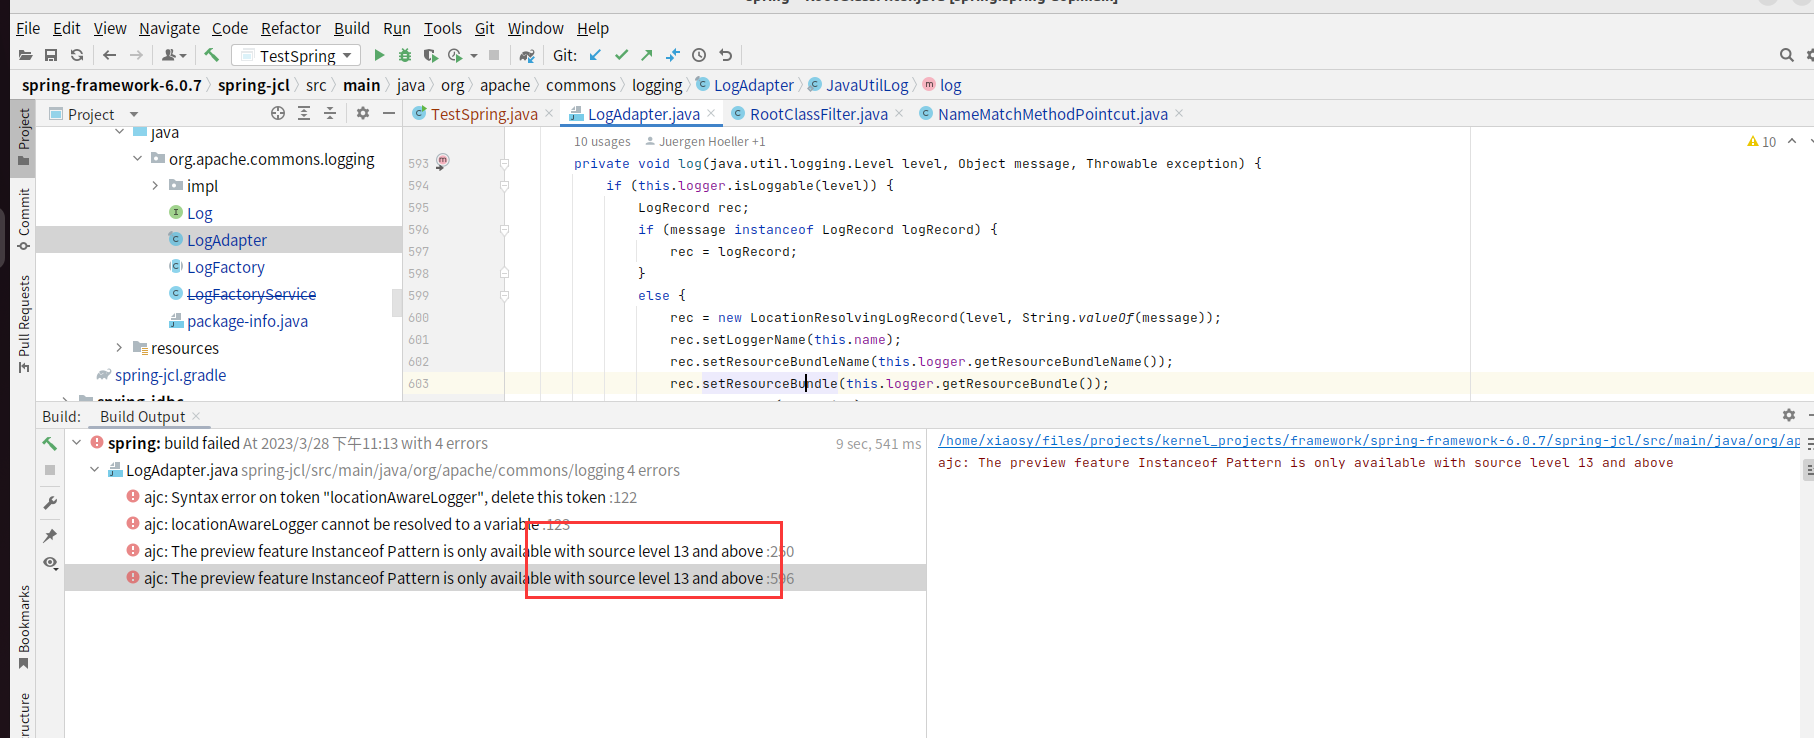 File Edit View Navigate Code Refactor Build Run Tools Git Window Help
TestSpring Git:
spring-framework-6.0.7 spring-jcl src main java org apache commons logging LogAdapter JavaUtilLog log
Project
TestSpring.java LogAdapter.java RootClassFilter.java NameMatchMethodPointcut.java
Project
Commit
Pull Requests
Bookmarks
java
org.apache.commons.logging
impl
Log
LogAdapter
LogFactory
LogFactoryService
package-info.java
resources
spring-jcl.gradle
10 usages Juergen Hoeller +1
10
593 private void log(java.util.logging.Level level, Object message, Throwable exception) {
594 if (this.logger.isLoggable(level)) {
595 LogRecord rec;
596 if (message instanceof LogRecord logRecord) {
597 rec = logRecord;
598 }
599 else {
600 rec = new LocationResolvingLogRecord(level, String.valueOf(message));
601 rec.setLoggerName(this.name);
602 rec.setResourceBundleName(this.logger.getResourceBundleName());
603 rec.setResourceBundle(this.logger.getResourceBundle());
Build: Build Output
spring: build failed At 2023/3/28 下午11:13 with 4 errors 9 sec, 541 ms
LogAdapter.java spring-jcl/src/main/java/org/apache/commons/logging 4 errors
ajc: Syntax error on token "locationAwareLogger", delete this token :122
ajc: locationAwareLogger cannot be resolved to a variable :123
ajc: The preview feature Instanceof Pattern is only available with source level 13 and above :250
ajc: The preview feature Instanceof Pattern is only available with source level 13 and above :596
/home/xiaosy/files/projects/kernel_projects/framework/spring-framework-6.0.7/spring-jcl/src/main/java/org/ap
ajc: The preview feature Instanceof Pattern is only available with source level 13 and above